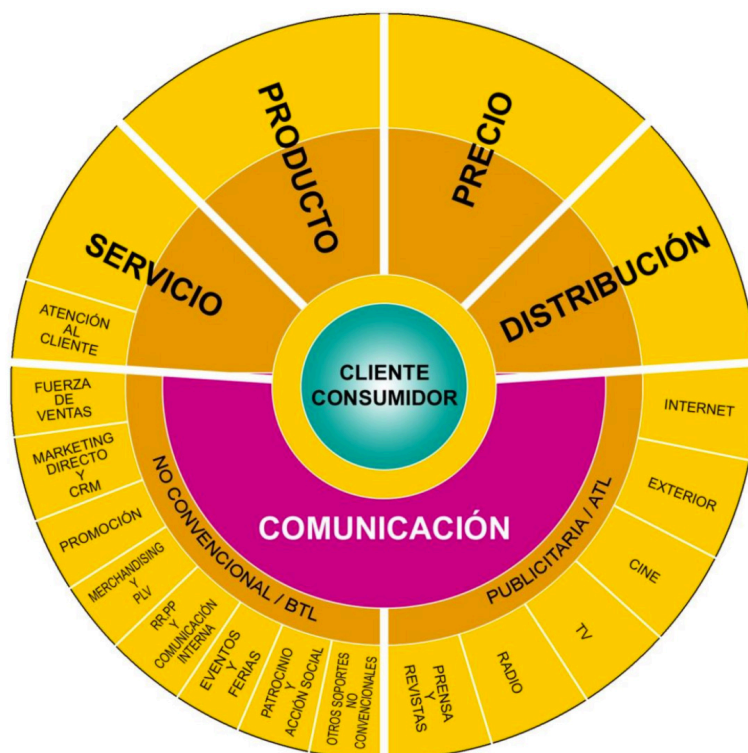 PRODUCTO
PRECIO
SERVICIO
DISTRIBUCIÓN
ATENCIÓN
AL
CLIENTE
CLIENTE
CONSUMIDOR
FUERZA
DE
VENTAS
MARKETING
DIRECTO
Y
CRM
PROMOCIÓN
MERCHANDISING
Y
PLV
RR.PP
Y
COMUNICACIÓN
INTERNA
EVENTOS
Y
FERIAS
PATROCINIO
Y
ACCIÓN SOCIAL
OTROS SOPORTES
NO
CONVENCIONALES
NO CONVENCIONAL / BTL
COMUNICACIÓN
PUBLICITARIA / ATL
PRENSA
Y
REVISTAS
RADIO
TV
CINE
EXTERIOR
INTERNET